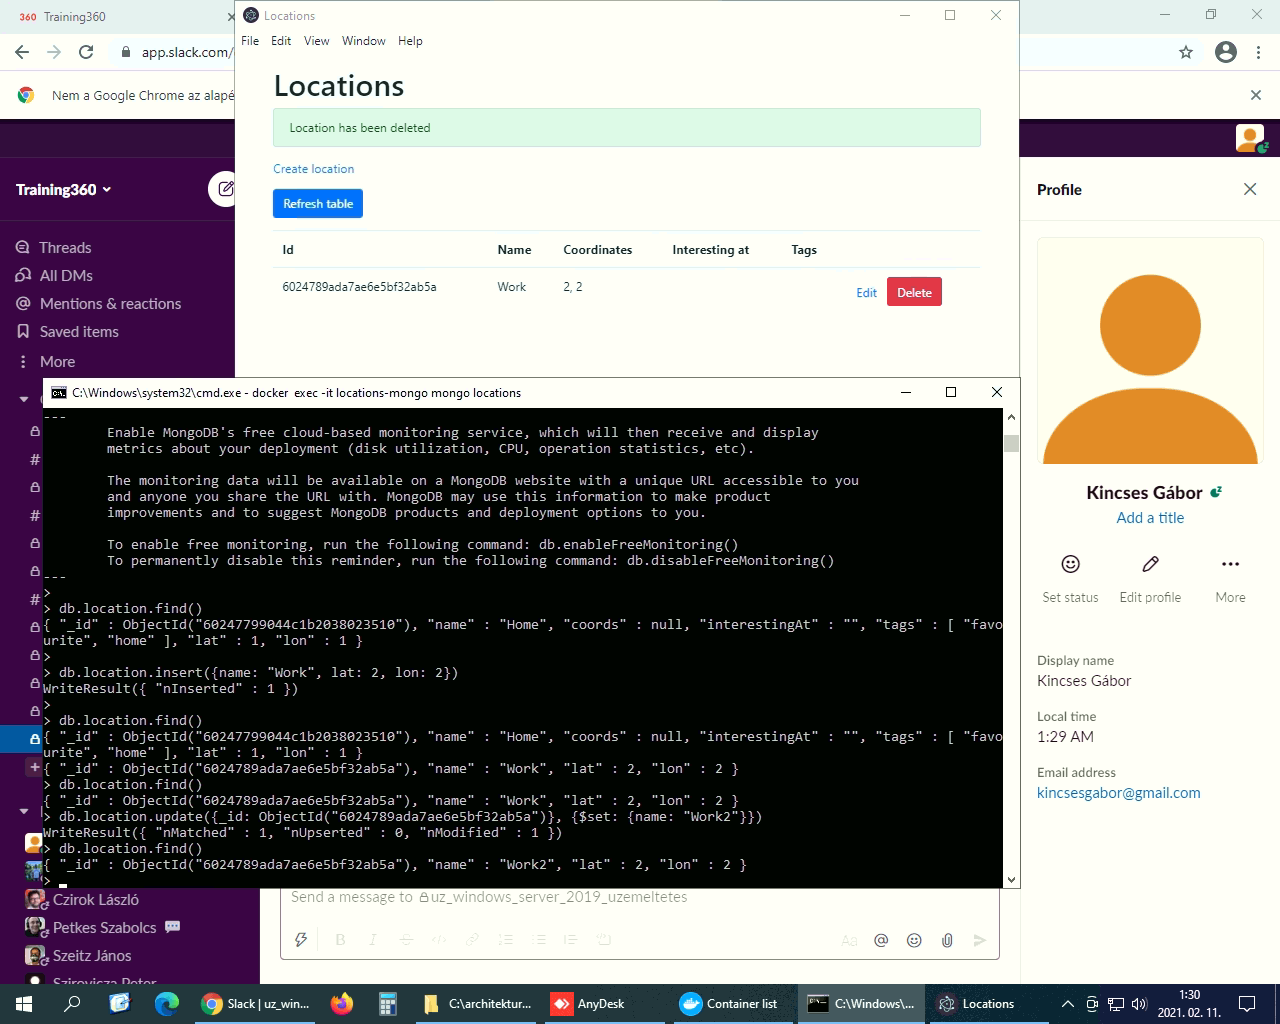 360 Training360
app.slack.com/
Nem a Google Chrome az alapé
Training360
Threads
All DMs
Mentions & reactions
Saved items
More
Czirok László
Petkes Szabolcs
Szeitz János
Szirovicza Peter
Locations
File Edit View Window Help
Locations
Location has been deleted
Create location
Refresh table
Id Name Coordinates Interesting at Tags
6024789ada7ae6e5bf32ab5a Work 2, 2 Edit Delete
C:\Windows\system32\cmd.exe - docker exec -it locations-mongo mongo locations
---
Enable MongoDB's free cloud-based monitoring service, which will then receive and display
metrics about your deployment (disk utilization, CPU, operation statistics, etc).
The monitoring data will be available on a MongoDB website with a unique URL accessible to you
and anyone you share the URL with. MongoDB may use this information to make product
improvements and to suggest MongoDB products and deployment options to you.
To enable free monitoring, run the following command: db.enableFreeMonitoring()
To permanently disable this reminder, run the following command: db.disableFreeMonitoring()
---
>
> db.location.find()
{ "_id" : ObjectId("60247799044c1b2038023510"), "name" : "Home", "coords" : null, "interestingAt" : "", "tags" : [ "favo
urite", "home" ], "lat" : 1, "lon" : 1 }
>
> db.location.insert({name: "Work", lat: 2, lon: 2})
WriteResult({ "nInserted" : 1 })
>
> db.location.find()
{ "_id" : ObjectId("60247799044c1b2038023510"), "name" : "Home", "coords" : null, "interestingAt" : "", "tags" : [ "favo
urite", "home" ], "lat" : 1, "lon" : 1 }
{ "_id" : ObjectId("6024789ada7ae6e5bf32ab5a"), "name" : "Work", "lat" : 2, "lon" : 2 }
> db.location.find()
{ "_id" : ObjectId("6024789ada7ae6e5bf32ab5a"), "name" : "Work", "lat" : 2, "lon" : 2 }
> db.location.update({_id: ObjectId("6024789ada7ae6e5bf32ab5a")}, {$set: {name: "Work2"}})
WriteResult({ "nMatched" : 1, "nUpserted" : 0, "nModified" : 1 })
> db.location.find()
{ "_id" : ObjectId("6024789ada7ae6e5bf32ab5a"), "name" : "Work2", "lat" : 2, "lon" : 2 }
>
Send a message to uz_windows_server_2019_uzemeltetes
Profile
Kincses Gábor
Add a title
Set status Edit profile More
Display name
Kincses Gábor
Local time
1:29 AM
Email address
kincsesgabor@gmail.com
Slack | uz_win... C:\architektur... AnyDesk Container list C:\Windows\... Locations
1:30
2021. 02. 11.